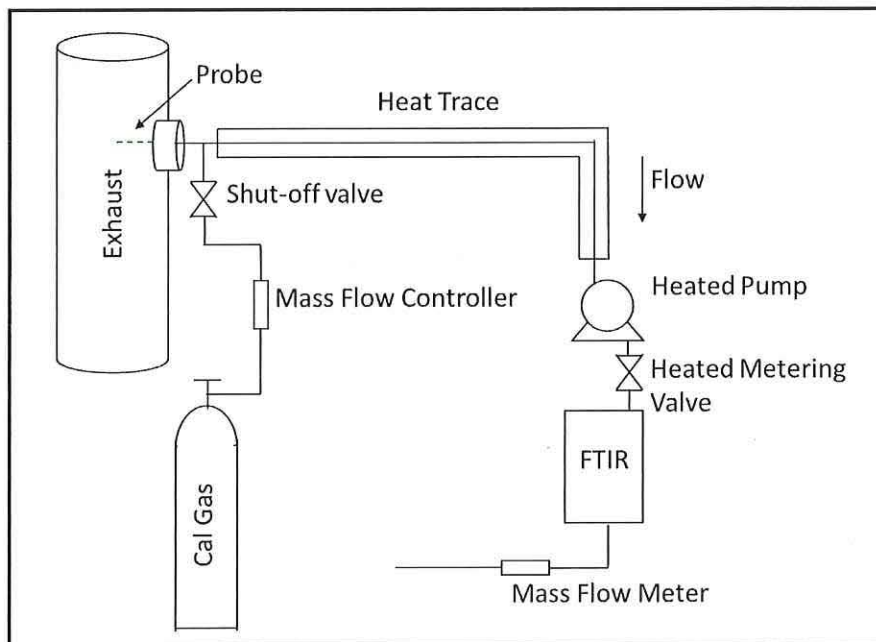 Probe
Heat Trace
Exhaust
Shut-off valve
Flow
Mass Flow Controller
Heated Pump
Heated Metering
Valve
FTIR
Cal Gas
Mass Flow Meter